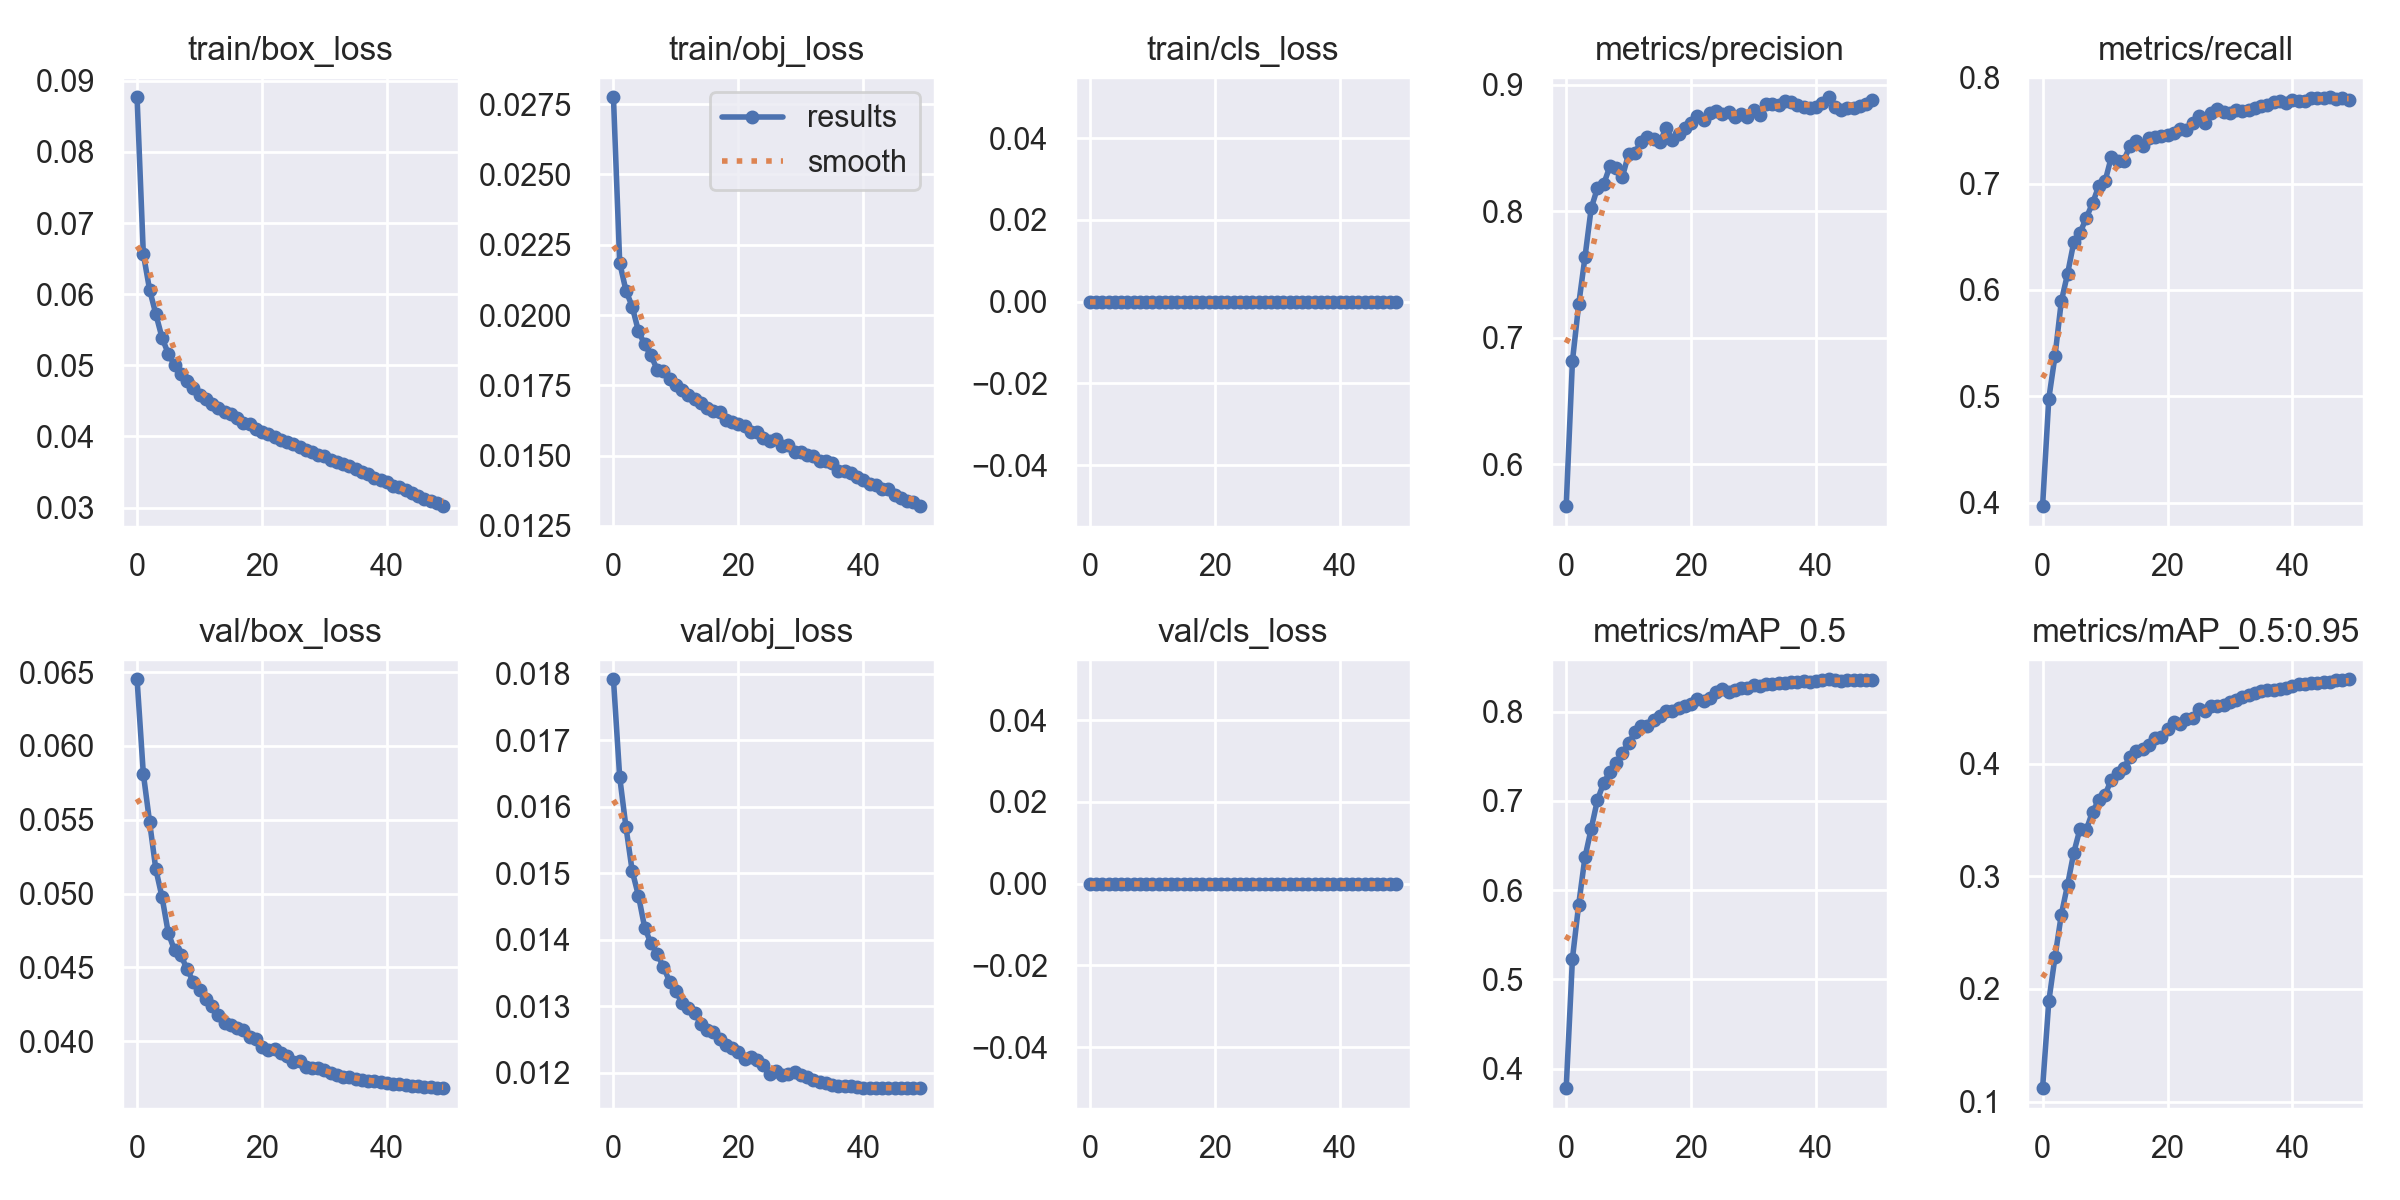 train/box_loss
0.09
0.08
0.07
0.06
0.05
0.04
0.03
0 20 40
train/obj_loss
results
smooth
0.0275
0.0250
0.0225
0.0200
0.0175
0.0150
0.0125
0 20 40
train/cls_loss
0.04
0.02
0.00
−0.02
−0.04
0 20 40
metrics/precision
0.9
0.8
0.7
0.6
0 20 40
metrics/recall
0.8
0.7
0.6
0.5
0.4
0 20 40
val/box_loss
0.065
0.060
0.055
0.050
0.045
0.040
0 20 40
val/obj_loss
0.018
0.017
0.016
0.015
0.014
0.013
0.012
0 20 40
val/cls_loss
0.04
0.02
0.00
−0.02
−0.04
0 20 40
metrics/mAP_0.5
0.8
0.7
0.6
0.5
0.4
0 20 40
metrics/mAP_0.5:0.95
0.4
0.3
0.2
0.1
0 20 40